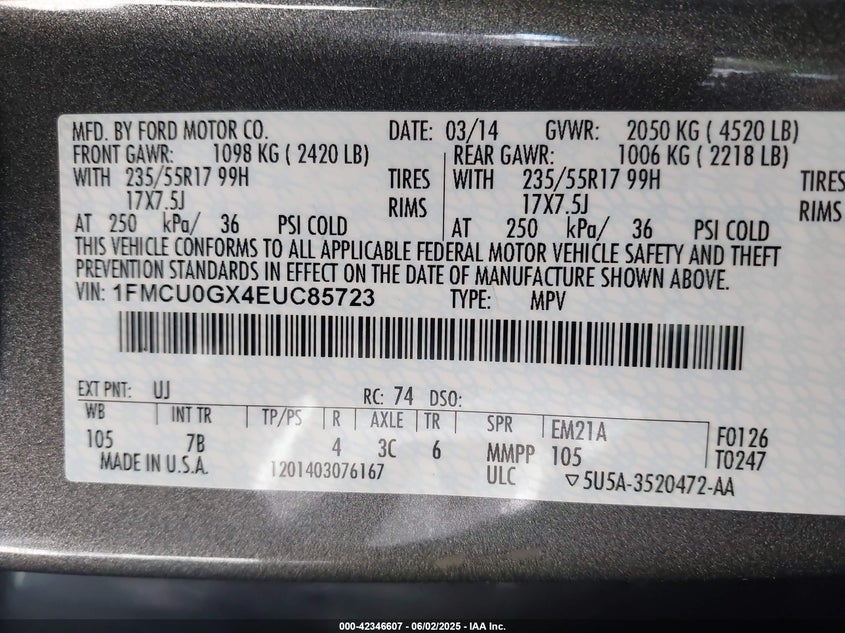 MFD. BY FORD MOTOR CO. DATE: 03/14 GVWR: 2050 KG ( 4520 LB)
FRONT GAWR: 1098 KG ( 2420 LB) REAR GAWR: 1006 KG ( 2218 LB)
WITH 235/55R17 99H TIRES WITH 235/55R17 99H TIRES
17X7.5J RIMS 17X7.5J RIMS
AT 250 kPa/ 36 PSI COLD AT 250 kPa/ 36 PSI COLD
THIS VEHICLE CONFORMS TO ALL APPLICABLE FEDERAL MOTOR VEHICLE SAFETY AND THEFT
PREVENTION STANDARDS IN EFFECT ON THE DATE OF MANUFACTURE SHOWN ABOVE.
VIN: 1FMCU0GX4EUC85723 TYPE: MPV
EXT PNT: UJ RC: 74 DSO:
WB INT TR TP/PS R AXLE TR SPR EM21A F0126
105 7B 4 3C 6 MMPP 105 T0247
MADE IN U.S.A. 1201403076167 ULC ▽5U5A-3520472-AA
000-42346607 - 06/02/2025 - IAA Inc.